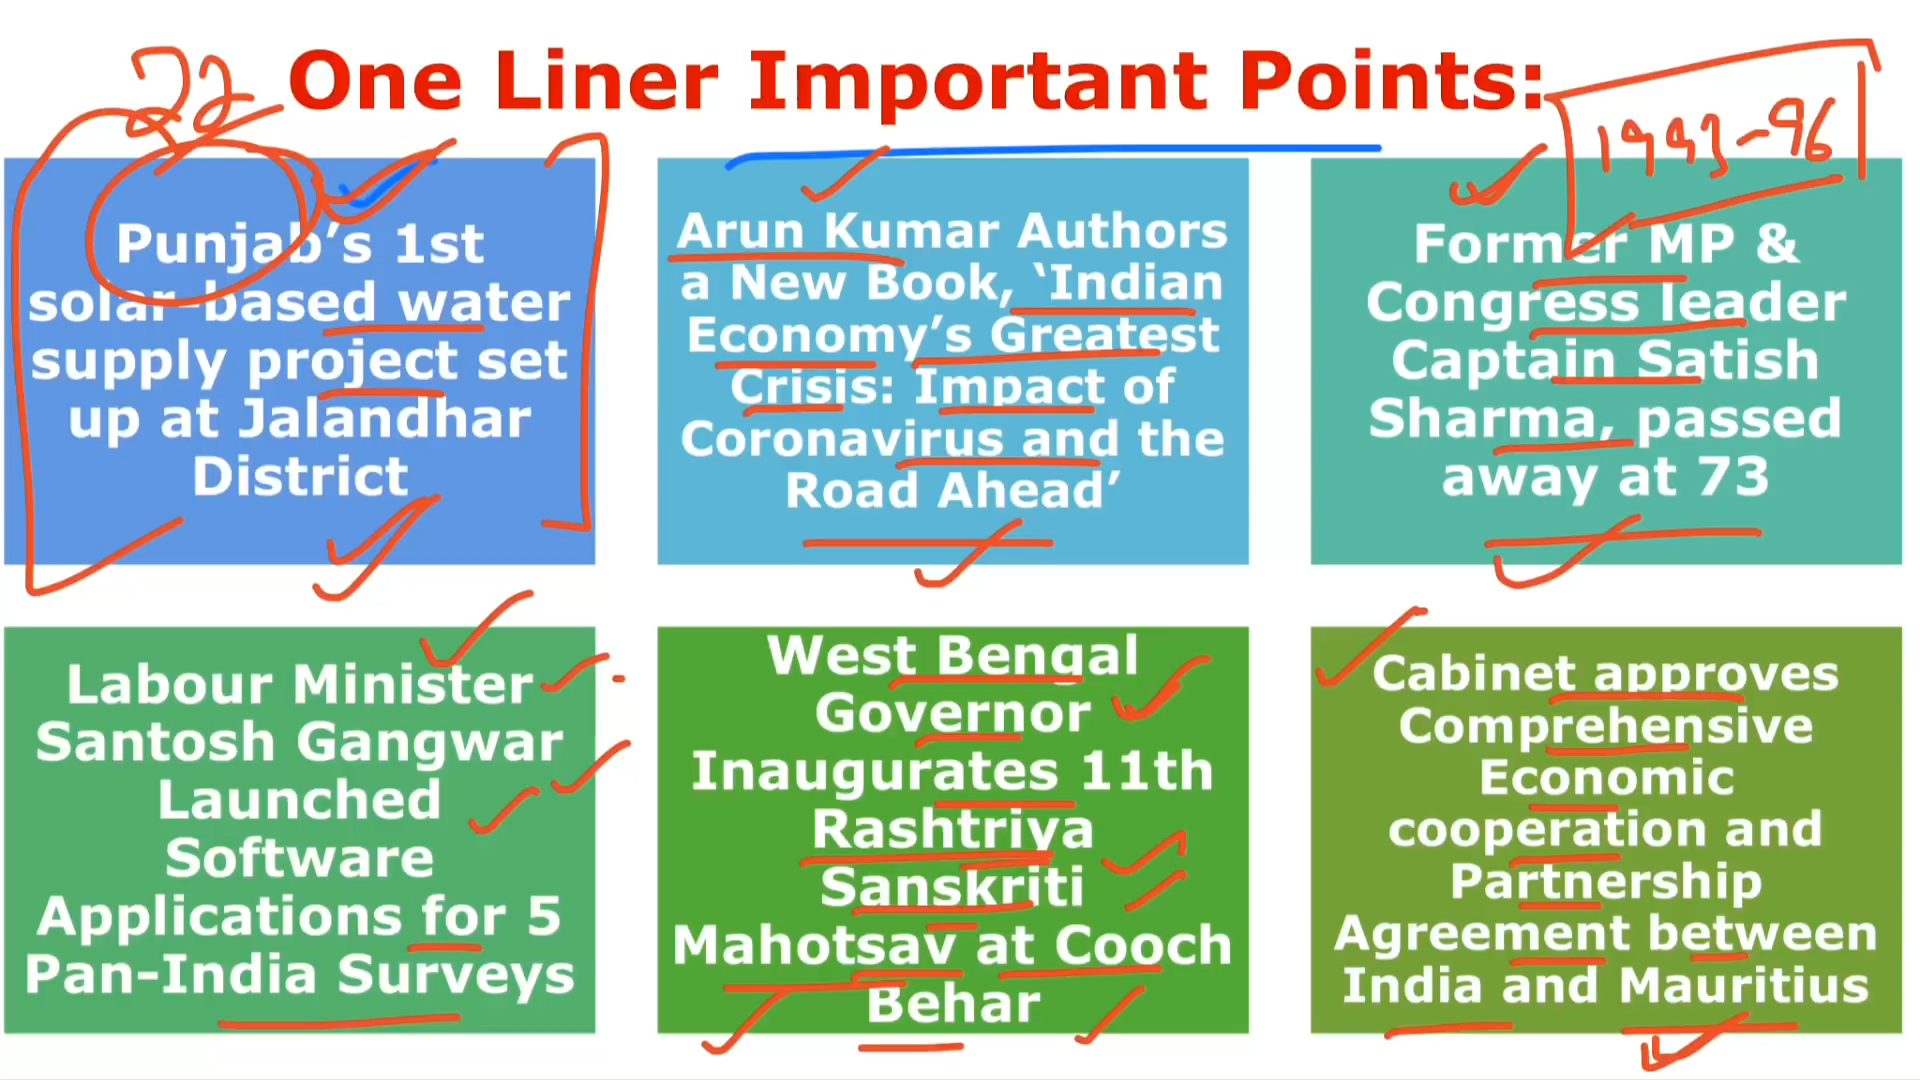 22
One Liner Important Points:
1993-96
Punjab’s 1st
solar-based water
supply project set
up at Jalandhar
District
Arun Kumar Authors
a New Book, ‘Indian
Economy’s Greatest
Crisis: Impact of
Coronavirus and the
Road Ahead’
Former MP &
Congress leader
Captain Satish
Sharma, passed
away at 73
Labour Minister
Santosh Gangwar
Launched
Software
Applications for 5
Pan-India Surveys
West Bengal
Governor
Inaugurates 11th
Rashtriya
Sanskriti
Mahotsav at Cooch
Behar
Cabinet approves
Comprehensive
Economic
cooperation and
Partnership
Agreement between
India and Mauritius